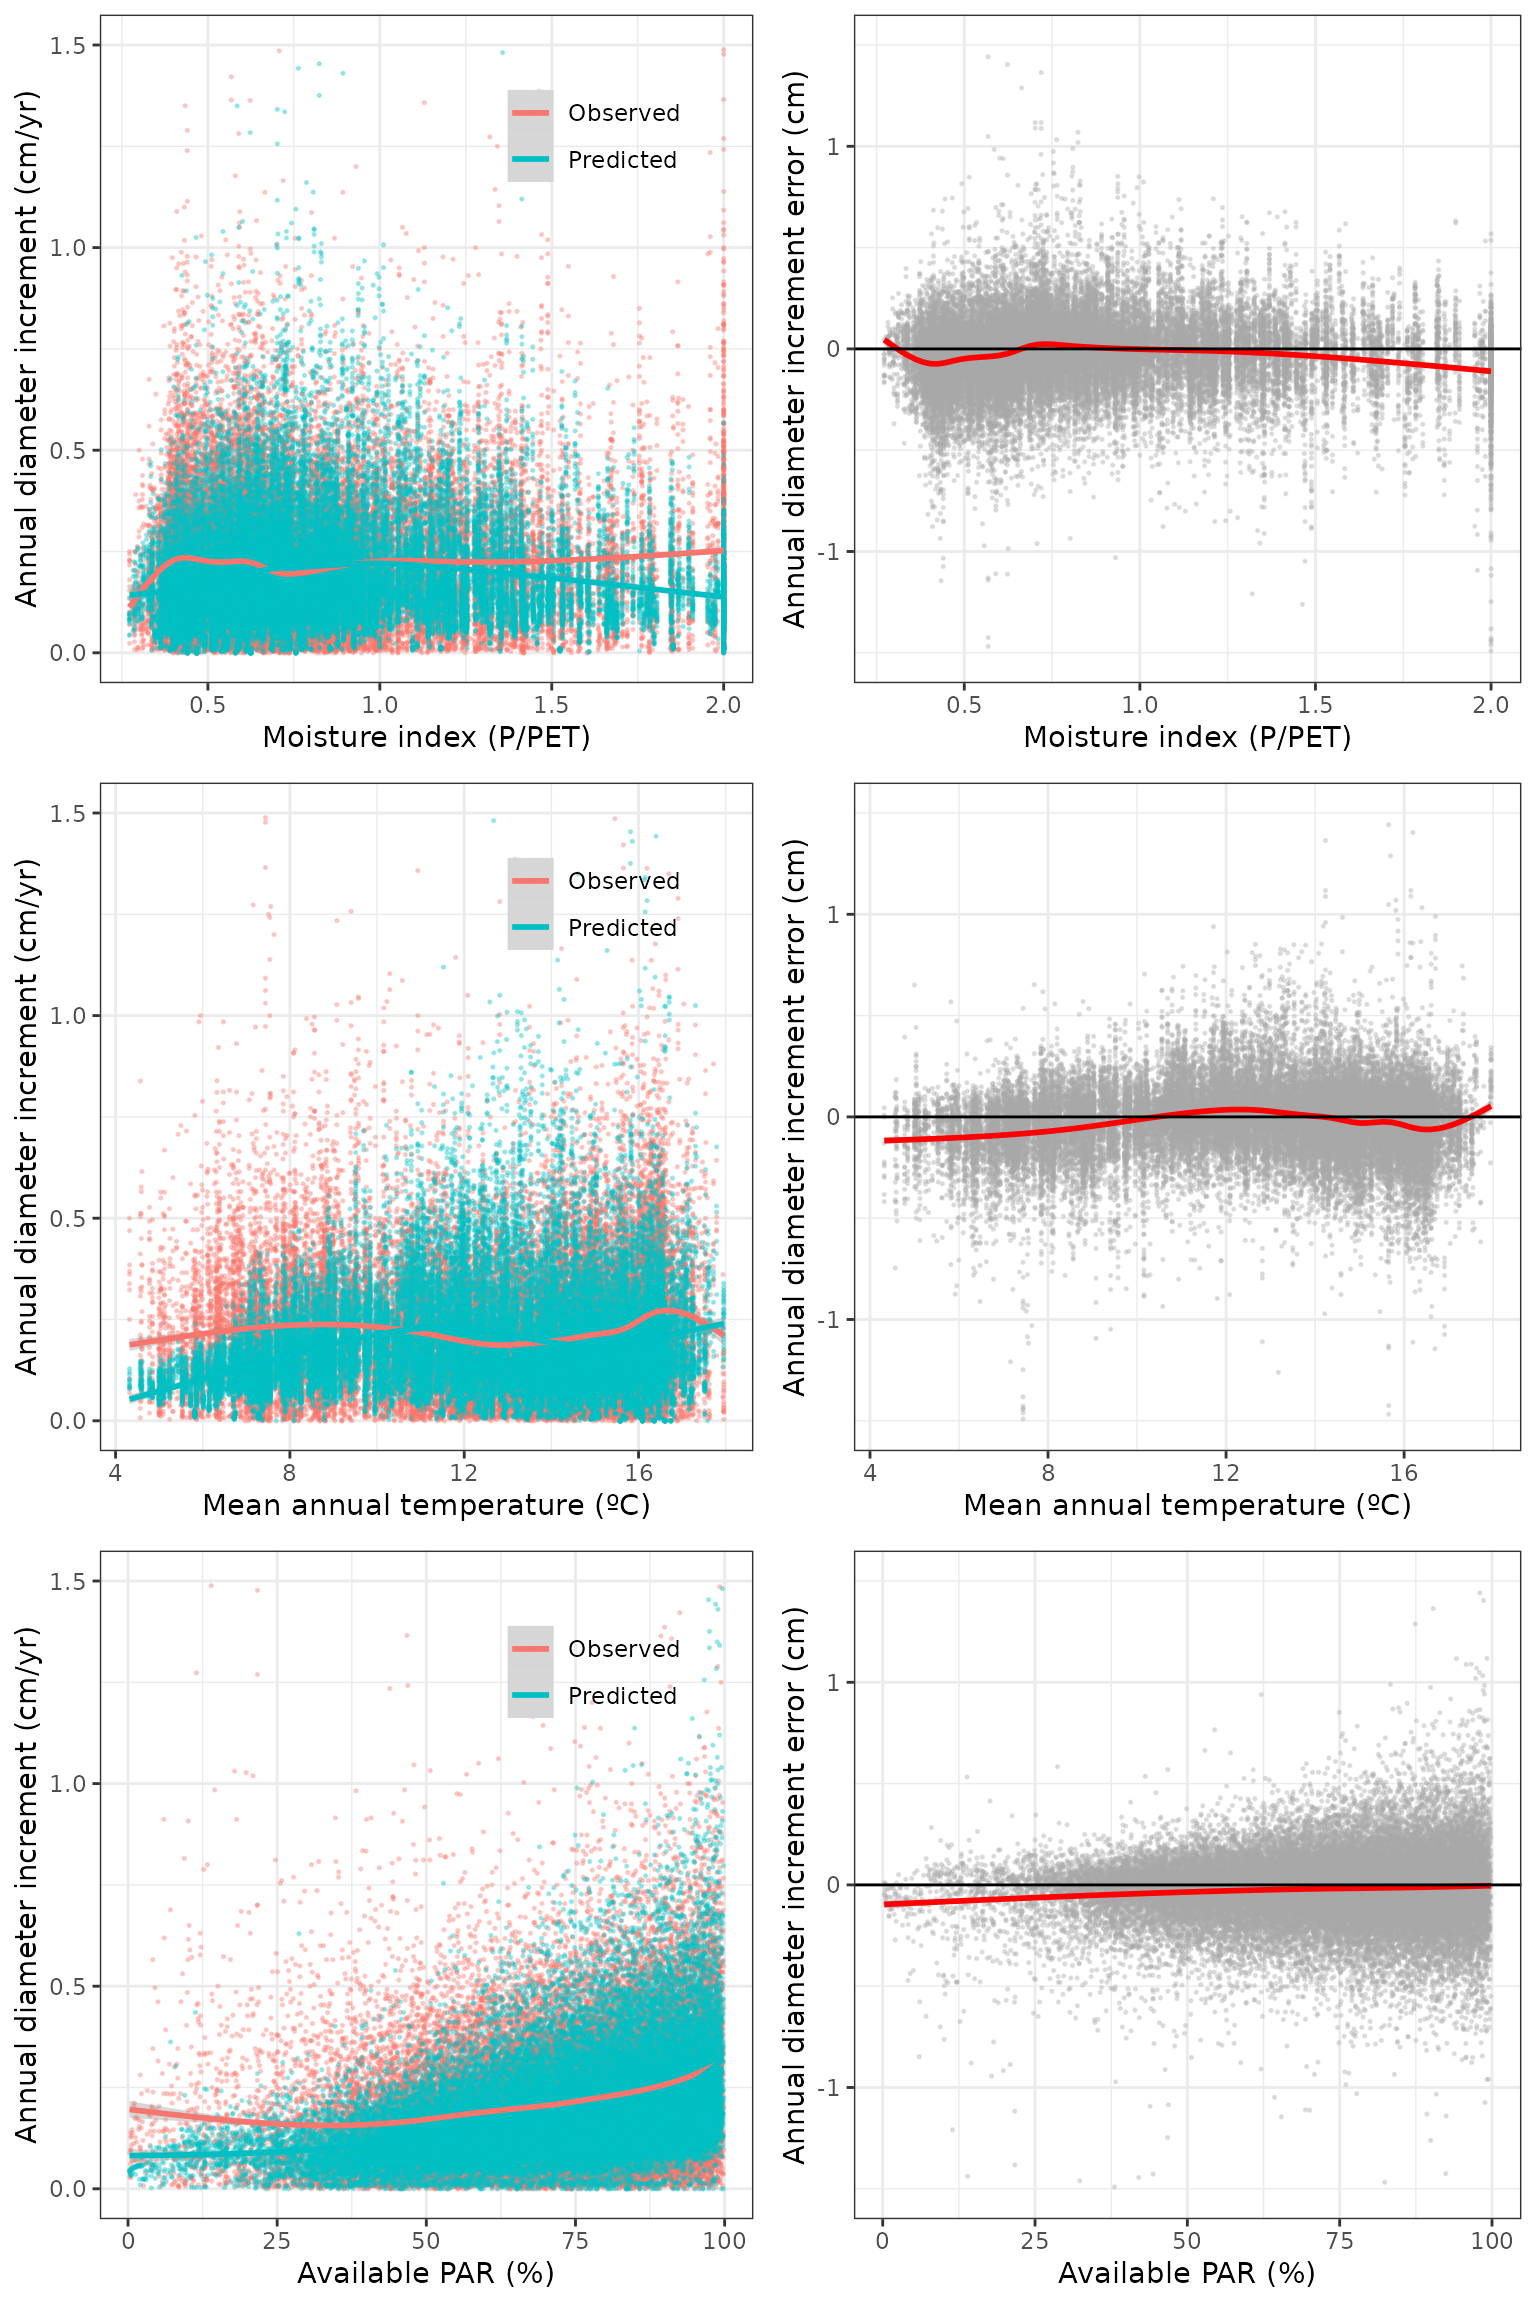 Annual diameter increment (cm/yr)
1.5
1.0
0.5
0.0
Observed
Predicted
0.5 1.0 1.5 2.0
Moisture index (P/PET)
Annual diameter increment error (cm)
1
0
-1
0.5 1.0 1.5 2.0
Moisture index (P/PET)
Annual diameter increment (cm/yr)
1.5
1.0
0.5
0.0
Observed
Predicted
4 8 12 16
Mean annual temperature (ºC)
Annual diameter increment error (cm)
1
0
-1
4 8 12 16
Mean annual temperature (ºC)
Annual diameter increment (cm/yr)
1.5
1.0
0.5
0.0
Observed
Predicted
0 25 50 75 100
Available PAR (%)
Annual diameter increment error (cm)
1
0
-1
0 25 50 75 100
Available PAR (%)